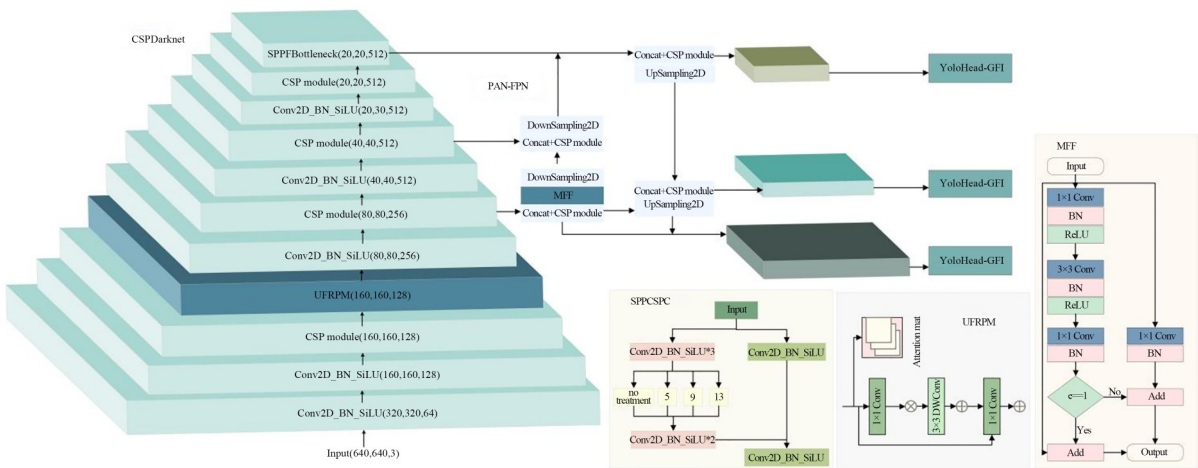 CSPDarknet
SPPFBottleneck(20,20,512)
CSP module(20,20,512)
Conv2D_BN_SiLU(20,30,512)
CSP module(40,40,512)
Conv2D_BN_SiLU(40,40,512)
CSP module(80,80,256)
Conv2D_BN_SiLU(80,80,256)
UFRPM(160,160,128)
CSP module(160,160,128)
Conv2D_BN_SiLU(160,160,128)
Conv2D_BN_SiLU(320,320,64)
Input(640,640,3)
PAN-FPN
DownSampling2D
Concat+CSP module
DownSampling2D
MFF
Concat+CSP module
Concat+CSP module
UpSampling2D
Concat+CSP module
UpSampling2D
YoloHead-GFI
YoloHead-GFI
YoloHead-GFI
SPPCSPC
Input
Conv2D_BN_SiLU*3
Conv2D_BN_SiLU
no
treatment
5
9
13
Conv2D_BN_SiLU*2
Conv2D_BN_SiLU
UFRPM
Attention mat
1×1 Conv
3×3 DWConv
1×1 Conv
MFF
Input
1×1 Conv
BN
ReLU
3×3 Conv
BN
ReLU
1×1 Conv
BN
1×1 Conv
BN
e==1
No
Add
Yes
Add
Output